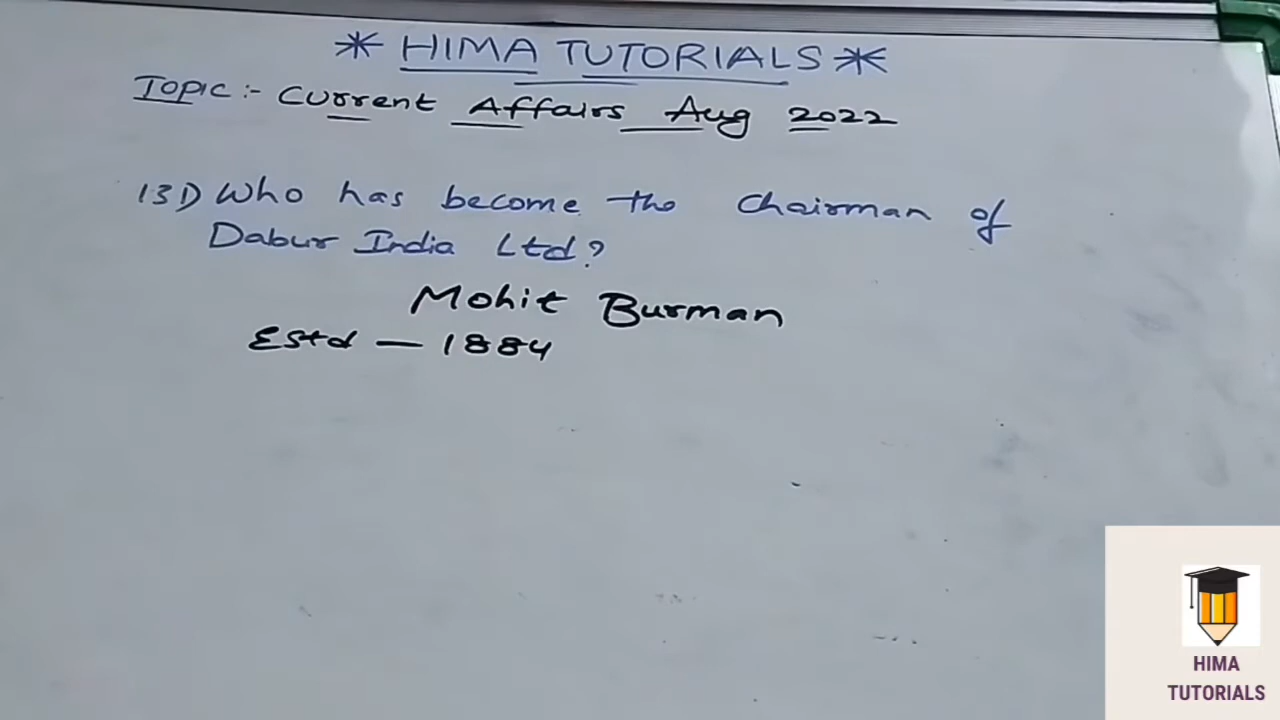 * HIMA TUTORIALS *
Topic:- Current Affairs Aug 2022
13) Who has become the Chairman of
Dabur India Ltd?
Mohit Burman
Estd — 1884
HIMA
TUTORIALS